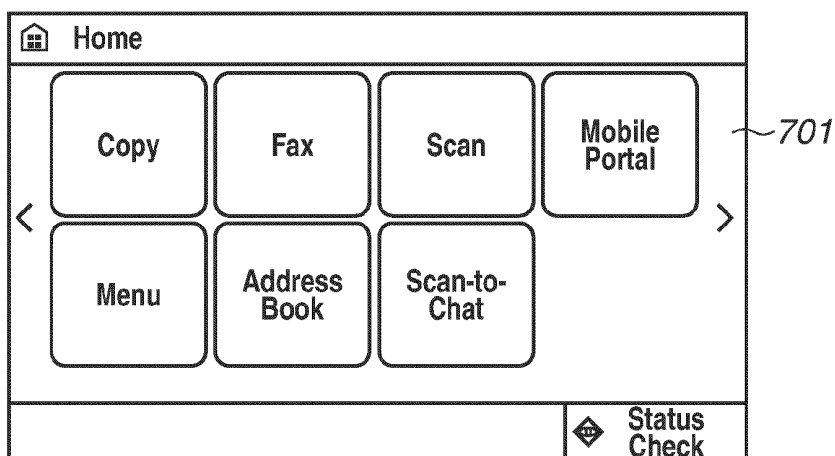 Home
Copy
Fax
Scan
Mobile
Portal
701
Menu
Address
Book
Scan-to-
Chat
Status
Check